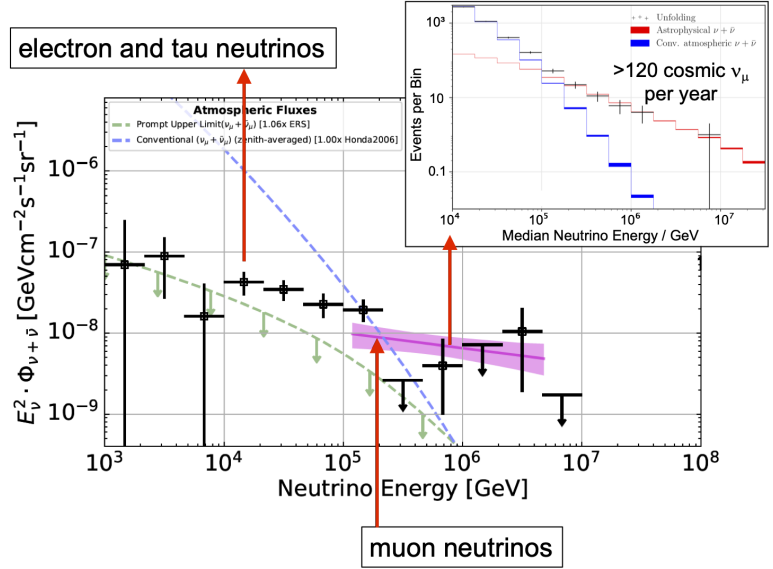 electron and tau neutrinos
10³
10
0.1
Events per Bin
Unfolding
Astrophysical ν + ν̄
Conv. atmospheric ν + ν̄
>120 cosmic νμ
per year
10⁴ 10⁵ 10⁶ 10⁷
Median Neutrino Energy / GeV
Atmospheric Fluxes
Prompt Upper Limit(νμ + ν̄μ) [1.06x ERS]
Conventional (νμ + ν̄μ) (zenith-averaged) [1.00x Honda2006]
E²ν · Φν+ν̄ [GeVcm⁻²s⁻¹sr⁻¹]
10⁻⁶
10⁻⁷
10⁻⁸
10⁻⁹
10³ 10⁴ 10⁵ 10⁶ 10⁷ 10⁸
Neutrino Energy [GeV]
muon neutrinos